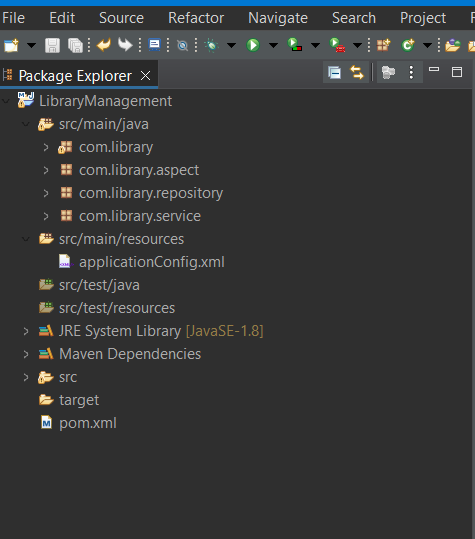 File Edit Source Refactor Navigate Search Project
Package Explorer
LibraryManagement
src/main/java
com.library
com.library.aspect
com.library.repository
com.library.service
src/main/resources
applicationConfig.xml
src/test/java
src/test/resources
JRE System Library [JavaSE-1.8]
Maven Dependencies
src
target
pom.xml